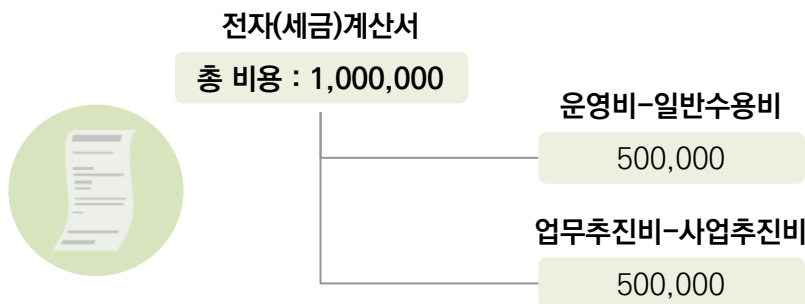 전자(세금)계산서
총 비용 : 1,000,000
운영비-일반수용비
500,000
업무추진비-사업추진비
500,000